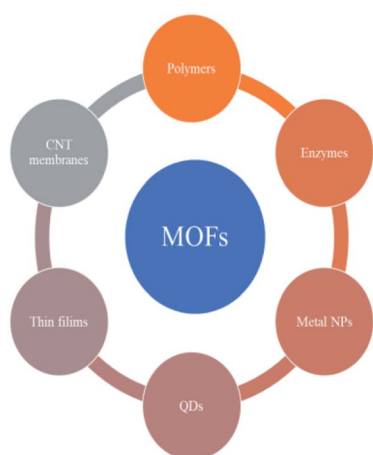 Polymers
CNT
membranes
Enzymes
MOFs
Thin filims
Metal NPs
QDs